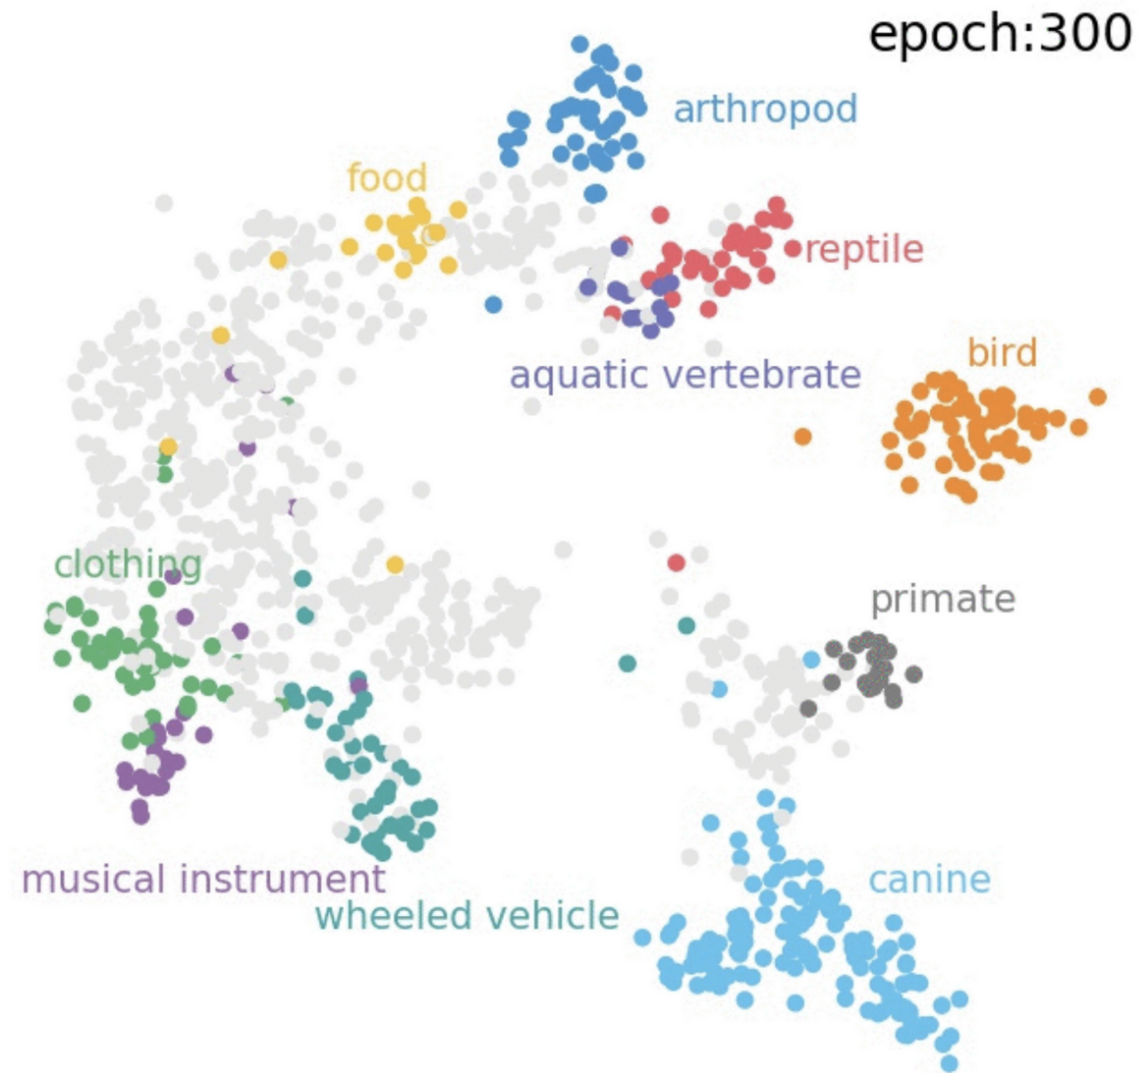 epoch:300
arthropod
food
reptile
bird
aquatic vertebrate
clothing
primate
musical instrument
canine
wheeled vehicle